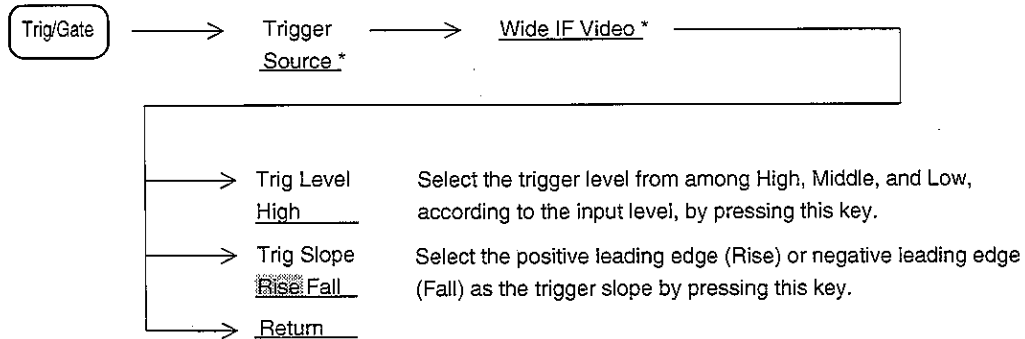 Trig/Gate
Trigger
Source *
Wide IF Video *
Trig Level
High
Select the trigger level from among High, Middle, and Low,
according to the input level, by pressing this key.
Trig Slope
Rise Fall
Select the positive leading edge (Rise) or negative leading edge
(Fall) as the trigger slope by pressing this key.
Return